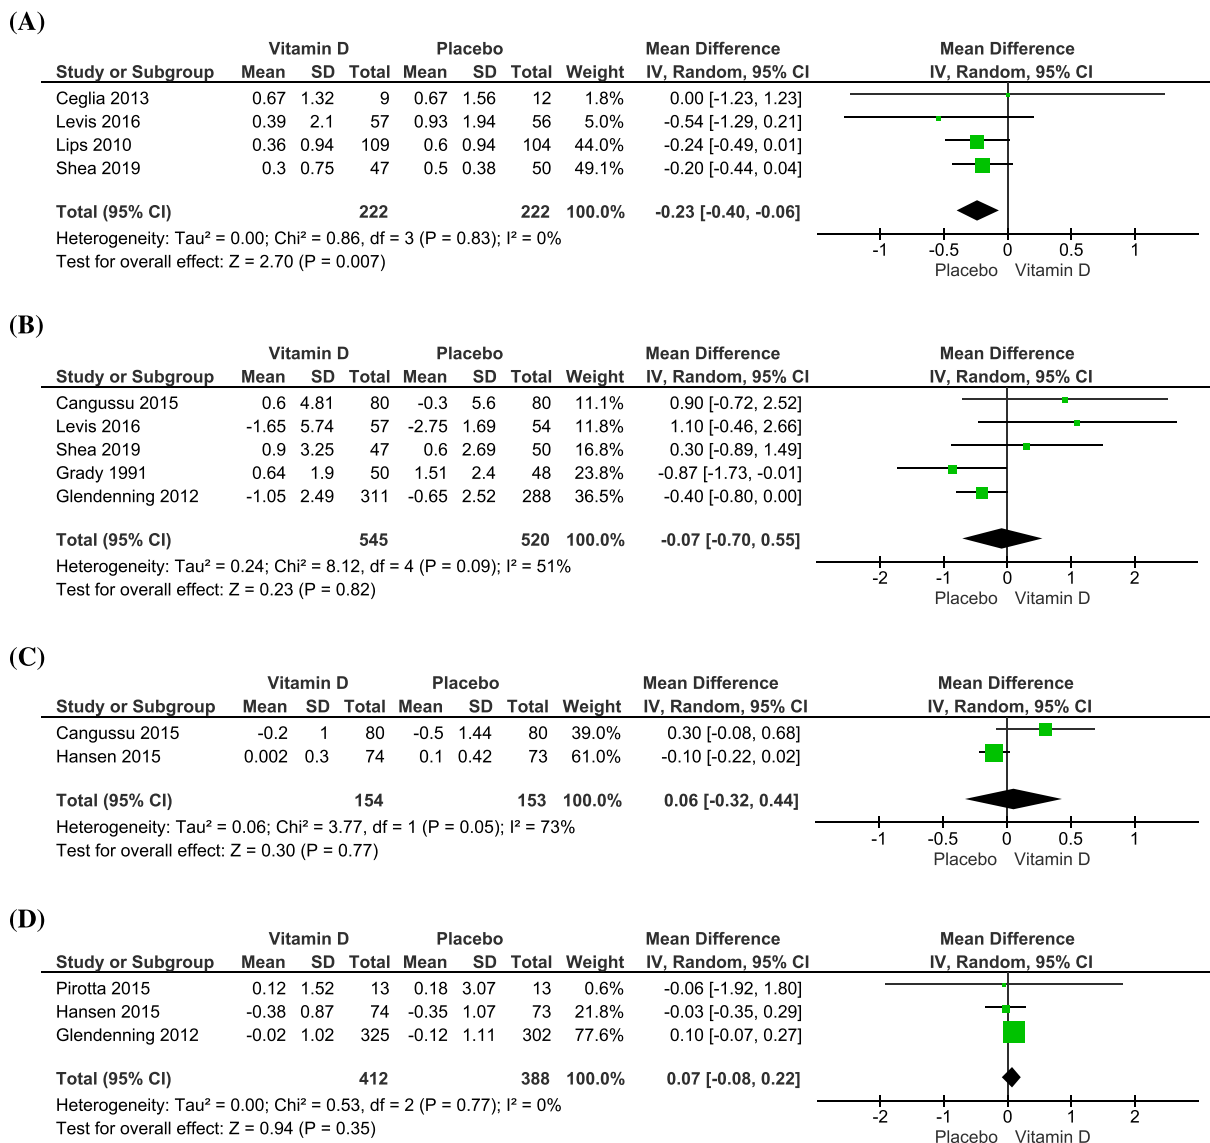 (A)
Vitamin D Placebo Mean Difference Mean Difference
Study or Subgroup Mean SD Total Mean SD Total Weight IV, Random, 95% CI IV, Random, 95% CI
Ceglia 2013 0.67 1.32 9 0.67 1.56 12 1.8% 0.00 [-1.23, 1.23]
Levis 2016 0.39 2.1 57 0.93 1.94 56 5.0% -0.54 [-1.29, 0.21]
Lips 2010 0.36 0.94 109 0.6 0.94 104 44.0% -0.24 [-0.49, 0.01]
Shea 2019 0.3 0.75 47 0.5 0.38 50 49.1% -0.20 [-0.44, 0.04]
Total (95% CI) 222 222 100.0% -0.23 [-0.40, -0.06]
Heterogeneity: Tau² = 0.00; Chi² = 0.86, df = 3 (P = 0.83); I² = 0%
Test for overall effect: Z = 2.70 (P = 0.007)
-1 -0.5 0 0.5 1
Placebo Vitamin D
(B)
Vitamin D Placebo Mean Difference Mean Difference
Study or Subgroup Mean SD Total Mean SD Total Weight IV, Random, 95% CI IV, Random, 95% CI
Cangussu 2015 0.6 4.81 80 -0.3 5.6 80 11.1% 0.90 [-0.72, 2.52]
Levis 2016 -1.65 5.74 57 -2.75 1.69 54 11.8% 1.10 [-0.46, 2.66]
Shea 2019 0.9 3.25 47 0.6 2.69 50 16.8% 0.30 [-0.89, 1.49]
Grady 1991 0.64 1.9 50 1.51 2.4 48 23.8% -0.87 [-1.73, -0.01]
Glendenning 2012 -1.05 2.49 311 -0.65 2.52 288 36.5% -0.40 [-0.80, 0.00]
Total (95% CI) 545 520 100.0% -0.07 [-0.70, 0.55]
Heterogeneity: Tau² = 0.24; Chi² = 8.12, df = 4 (P = 0.09); I² = 51%
Test for overall effect: Z = 0.23 (P = 0.82)
-2 -1 0 1 2
Placebo Vitamin D
(C)
Vitamin D Placebo Mean Difference Mean Difference
Study or Subgroup Mean SD Total Mean SD Total Weight IV, Random, 95% CI IV, Random, 95% CI
Cangussu 2015 -0.2 1 80 -0.5 1.44 80 39.0% 0.30 [-0.08, 0.68]
Hansen 2015 0.002 0.3 74 0.1 0.42 73 61.0% -0.10 [-0.22, 0.02]
Total (95% CI) 154 153 100.0% 0.06 [-0.32, 0.44]
Heterogeneity: Tau² = 0.06; Chi² = 3.77, df = 1 (P = 0.05); I² = 73%
Test for overall effect: Z = 0.30 (P = 0.77)
-1 -0.5 0 0.5 1
Placebo Vitamin D
(D)
Vitamin D Placebo Mean Difference Mean Difference
Study or Subgroup Mean SD Total Mean SD Total Weight IV, Random, 95% CI IV, Random, 95% CI
Pirotta 2015 0.12 1.52 13 0.18 3.07 13 0.6% -0.06 [-1.92, 1.80]
Hansen 2015 -0.38 0.87 74 -0.35 1.07 73 21.8% -0.03 [-0.35, 0.29]
Glendenning 2012 -0.02 1.02 325 -0.12 1.11 302 77.6% 0.10 [-0.07, 0.27]
Total (95% CI) 412 388 100.0% 0.07 [-0.08, 0.22]
Heterogeneity: Tau² = 0.00; Chi² = 0.53, df = 2 (P = 0.77); I² = 0%
Test for overall effect: Z = 0.94 (P = 0.35)
-2 -1 0 1 2
Placebo Vitamin D